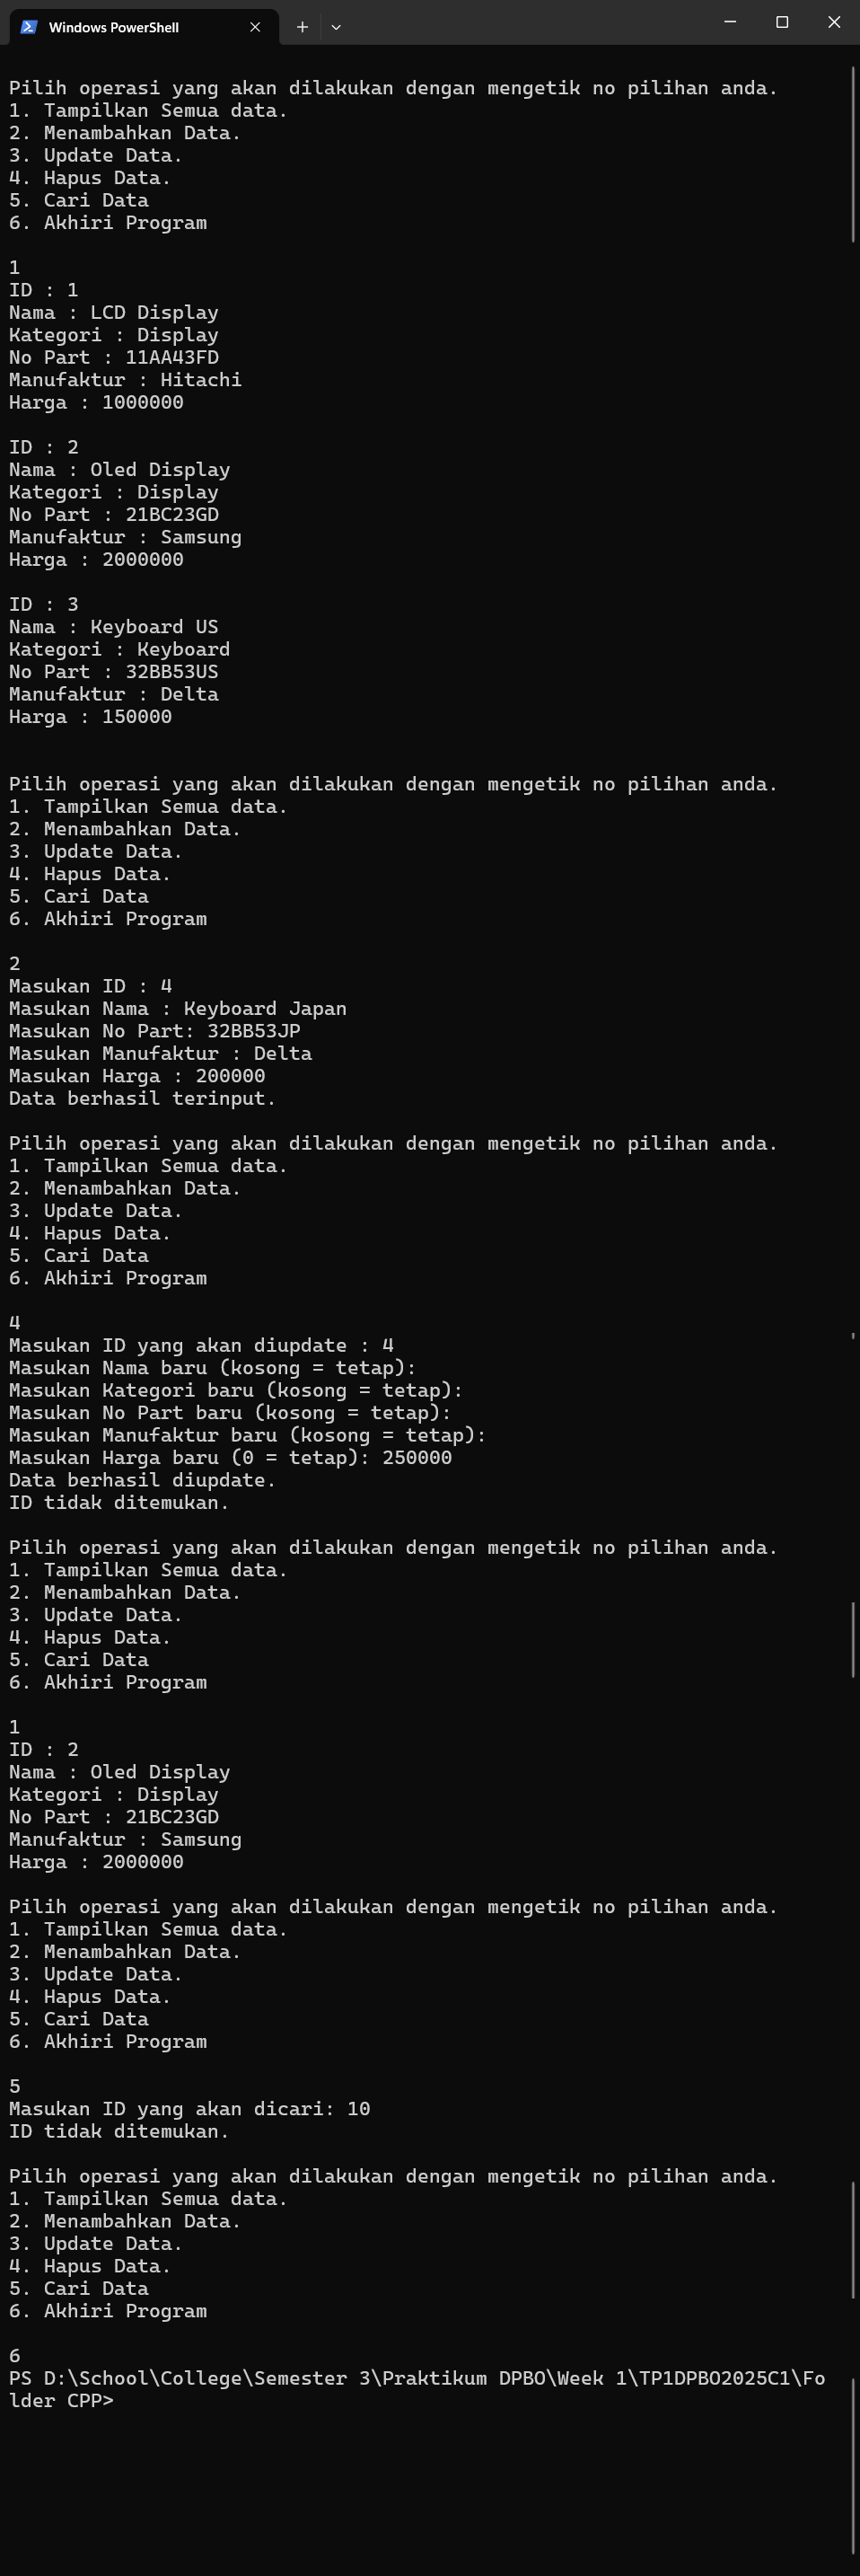 Windows PowerShell
Pilih operasi yang akan dilakukan dengan mengetik no pilihan anda.
1. Tampilkan Semua data.
2. Menambahkan Data.
3. Update Data.
4. Hapus Data.
5. Cari Data
6. Akhiri Program
1
ID : 1
Nama : LCD Display
Kategori : Display
No Part : 11AA43FD
Manufaktur : Hitachi
Harga : 1000000
ID : 2
Nama : Oled Display
Kategori : Display
No Part : 21BC23GD
Manufaktur : Samsung
Harga : 2000000
ID : 3
Nama : Keyboard US
Kategori : Keyboard
No Part : 32BB53US
Manufaktur : Delta
Harga : 150000
Pilih operasi yang akan dilakukan dengan mengetik no pilihan anda.
1. Tampilkan Semua data.
2. Menambahkan Data.
3. Update Data.
4. Hapus Data.
5. Cari Data
6. Akhiri Program
2
Masukan ID : 4
Masukan Nama : Keyboard Japan
Masukan No Part: 32BB53JP
Masukan Manufaktur : Delta
Masukan Harga : 200000
Data berhasil terinput.
Pilih operasi yang akan dilakukan dengan mengetik no pilihan anda.
1. Tampilkan Semua data.
2. Menambahkan Data.
3. Update Data.
4. Hapus Data.
5. Cari Data
6. Akhiri Program
4
Masukan ID yang akan diupdate : 4
Masukan Nama baru (kosong = tetap):
Masukan Kategori baru (kosong = tetap):
Masukan No Part baru (kosong = tetap):
Masukan Manufaktur baru (kosong = tetap):
Masukan Harga baru (0 = tetap): 250000
Data berhasil diupdate.
ID tidak ditemukan.
Pilih operasi yang akan dilakukan dengan mengetik no pilihan anda.
1. Tampilkan Semua data.
2. Menambahkan Data.
3. Update Data.
4. Hapus Data.
5. Cari Data
6. Akhiri Program
1
ID : 2
Nama : Oled Display
Kategori : Display
No Part : 21BC23GD
Manufaktur : Samsung
Harga : 2000000
Pilih operasi yang akan dilakukan dengan mengetik no pilihan anda.
1. Tampilkan Semua data.
2. Menambahkan Data.
3. Update Data.
4. Hapus Data.
5. Cari Data
6. Akhiri Program
5
Masukan ID yang akan dicari: 10
ID tidak ditemukan.
Pilih operasi yang akan dilakukan dengan mengetik no pilihan anda.
1. Tampilkan Semua data.
2. Menambahkan Data.
3. Update Data.
4. Hapus Data.
5. Cari Data
6. Akhiri Program
6
PS D:\School\College\Semester 3\Praktikum DPBO\Week 1\TP1DPBO2025C1\Fo
lder CPP>